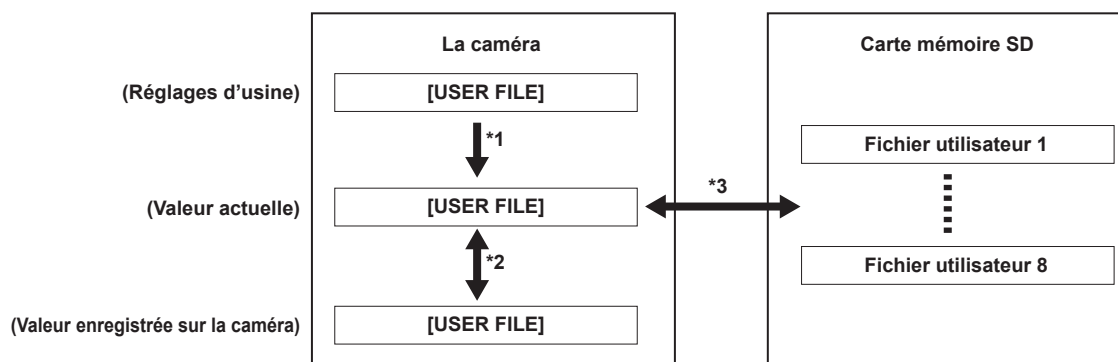 La caméra
Carte mémoire SD
(Réglages d’usine)
[USER FILE]
*1
Fichier utilisateur 1
*3
(Valeur actuelle)
[USER FILE]
*2
Fichier utilisateur 8
(Valeur enregistrée sur la caméra)
[USER FILE]